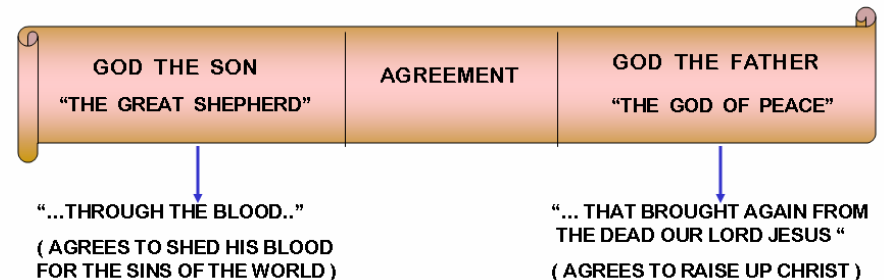 GOD THE SON
“THE GREAT SHEPHERD”
AGREEMENT
GOD THE FATHER
“THE GOD OF PEACE”
“...THROUGH THE BLOOD..”
( AGREES TO SHED HIS BLOOD
FOR THE SINS OF THE WORLD )
“... THAT BROUGHT AGAIN FROM
THE DEAD OUR LORD JESUS “
( AGREES TO RAISE UP CHRIST )